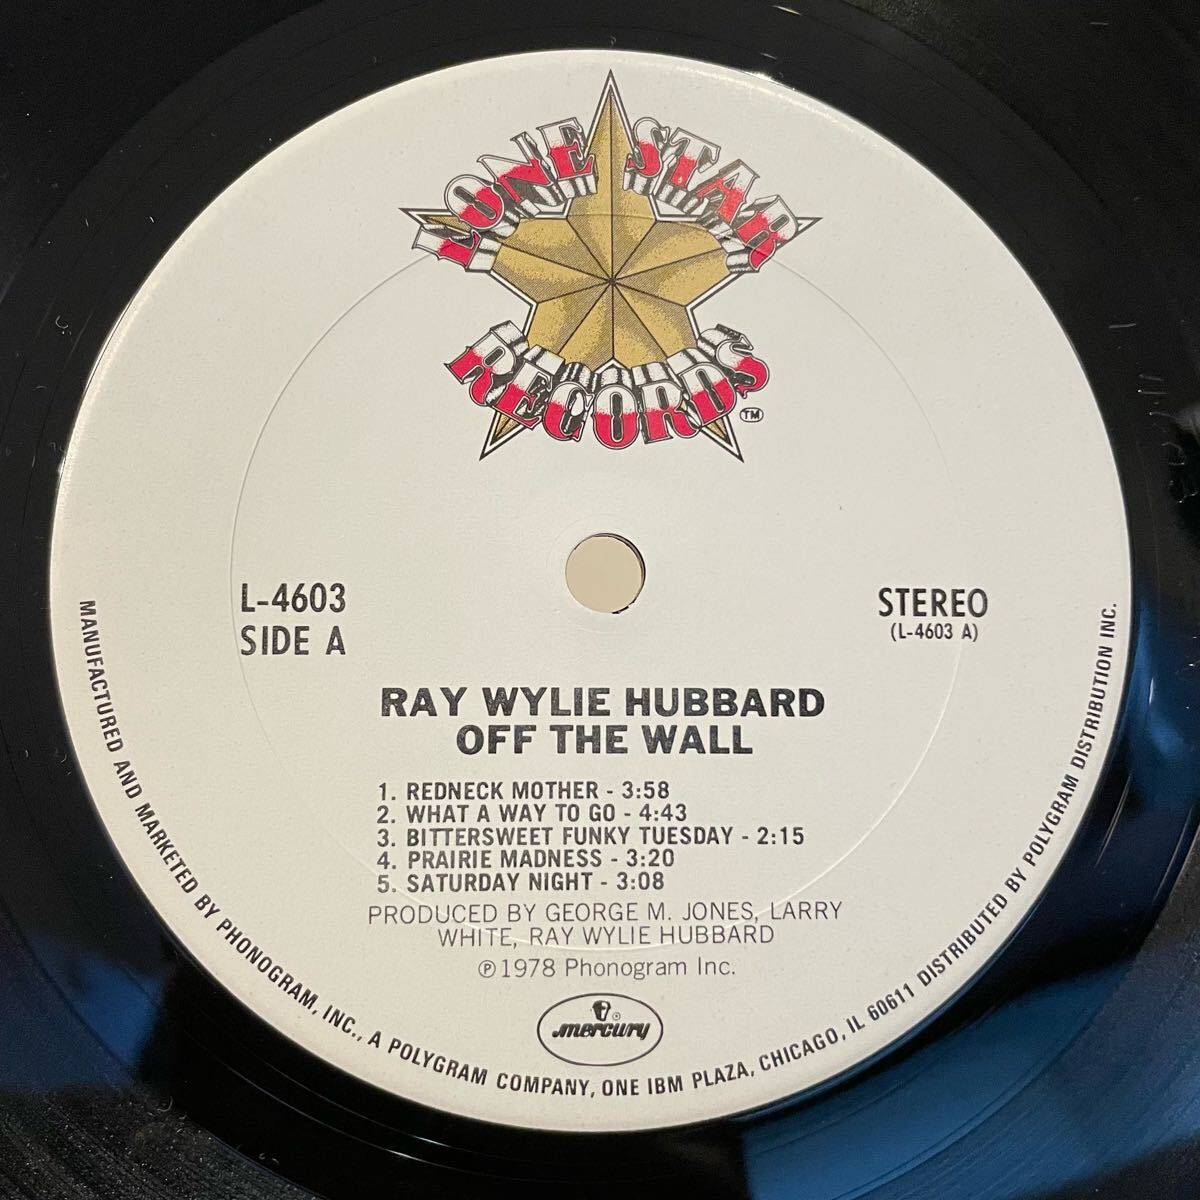 LONE STAR
RECORDS
TM
L-4603
SIDE A
STEREO
(L-4603 A)
RAY WYLIE HUBBARD
OFF THE WALL
1. REDNECK MOTHER - 3:58
2. WHAT A WAY TO GO - 4:43
3. BITTERSWEET FUNKY TUESDAY - 2:15
4. PRAIRIE MADNESS - 3:20
5. SATURDAY NIGHT - 3:08
PRODUCED BY GEORGE M. JONES, LARRY
WHITE, RAY WYLIE HUBBARD
℗1978 Phonogram Inc.
®
mercury
MANUFACTURED AND MARKETED BY PHONOGRAM, INC., A POLYGRAM COMPANY, ONE IBM PLAZA, CHICAGO, IL 60611 DISTRIBUTED BY POLYGRAM DISTRIBUTION INC.